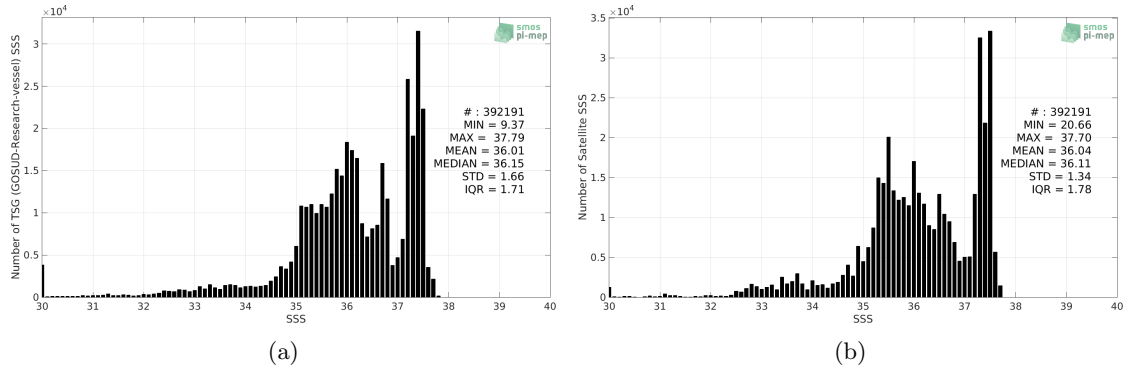 ×10⁴
3
2.5
2
1.5
1
0.5
0
Number of TSG (GOSUD-Research-vessel) SSS
30 31 32 33 34 35 36 37 38 39 40
SSS
smos
pi-mep
# : 392191
MIN = 9.37
MAX = 37.79
MEAN = 36.01
MEDIAN = 36.15
STD = 1.66
IQR = 1.71
(a)
×10⁴
3.5
3
2.5
2
1.5
1
0.5
0
Number of Satellite SSS
30 31 32 33 34 35 36 37 38 39 40
SSS
smos
pi-mep
# : 392191
MIN = 20.66
MAX = 37.70
MEAN = 36.04
MEDIAN = 36.11
STD = 1.34
IQR = 1.78
(b)